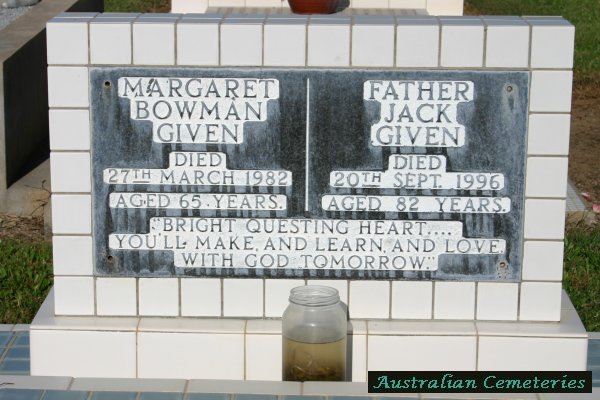 MARGARET
BOWMAN
GIVEN
DIED
27TH MARCH 1982
AGED 65 YEARS.
FATHER
JACK
GIVEN
DIED
20TH SEPT. 1996
AGED 82 YEARS.
"BRIGHT QUESTING HEART....
YOU'LL MAKE AND LEARN AND LOVE
WITH GOD TOMORROW."
Australian Cemeteries